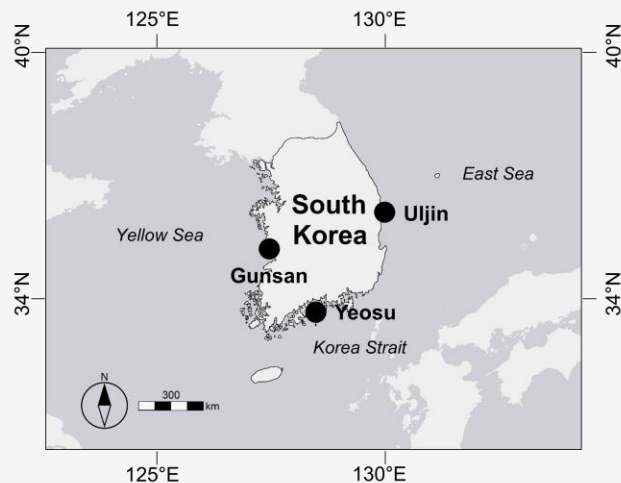 125°E 130°E
40°N 40°N
East Sea
South
Korea
Uljin
Yellow Sea
Gunsan
34°N 34°N
Yeosu
Korea Strait
N
300
km
125°E 130°E